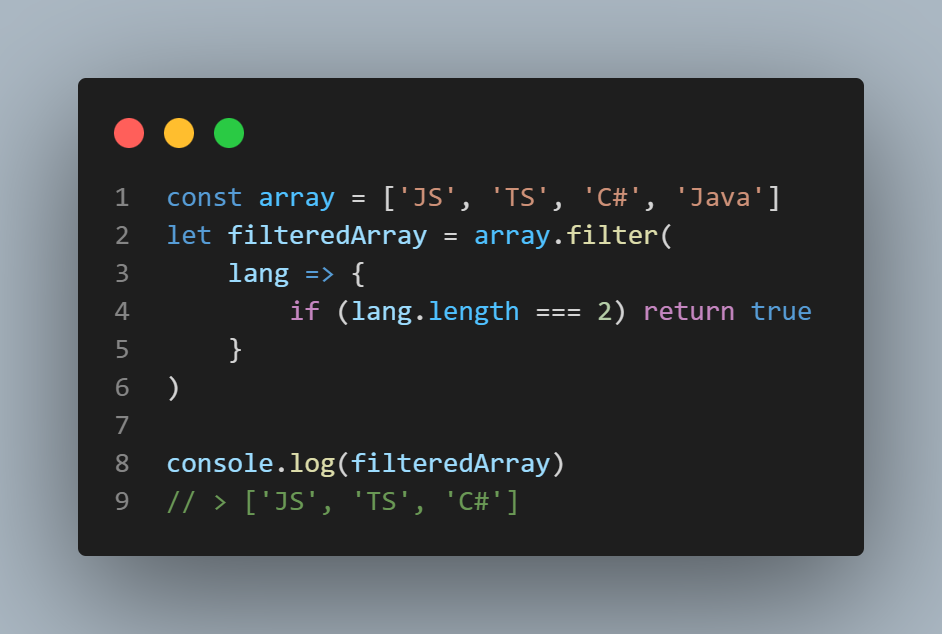 1 const array = ['JS', 'TS', 'C#', 'Java']
2 let filteredArray = array.filter(
3     lang => {
4         if (lang.length === 2) return true
5     }
6 )
7
8 console.log(filteredArray)
9 // > ['JS', 'TS', 'C#']